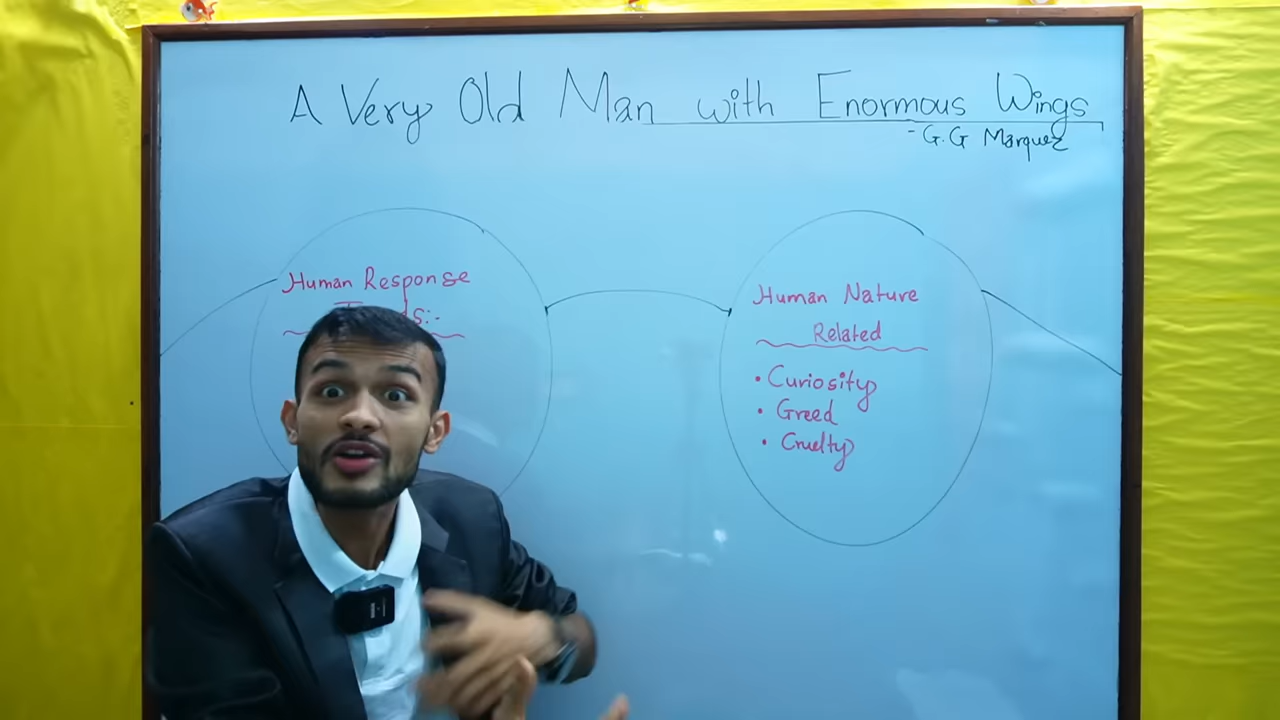 A Very Old Man with Enormous Wings
- G.G Marquez
Human Response
Human Nature
Related
• Curiosity
• Greed
• Cruelty